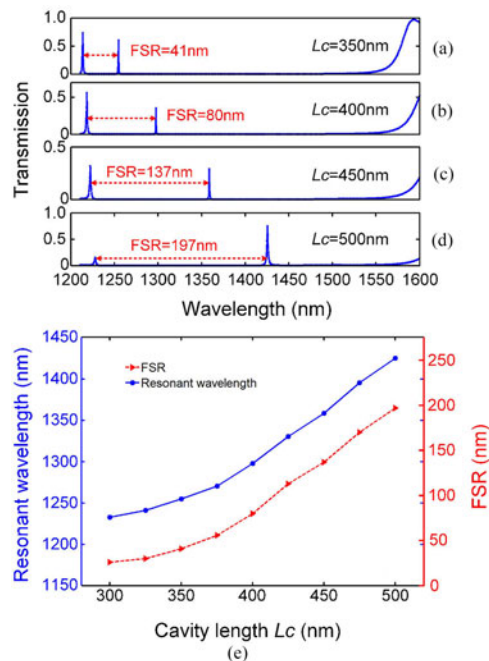 1.0
0.5
0
FSR=41nm
Lc=350nm
(a)
0.5
0
FSR=80nm
Lc=400nm
(b)
Transmission
0.5
0
FSR=137nm
Lc=450nm
(c)
1.0
0.5
0
FSR=197nm
Lc=500nm
(d)
1200 1250 1300 1350 1400 1450 1500 1550 1600
Wavelength (nm)
1450
1400
1350
1300
1250
1200
1150
Resonant wavelength (nm)
FSR
Resonant wavelength
250
200
150
100
50
0
FSR (nm)
300 350 400 450 500
Cavity length Lc (nm)
(e)